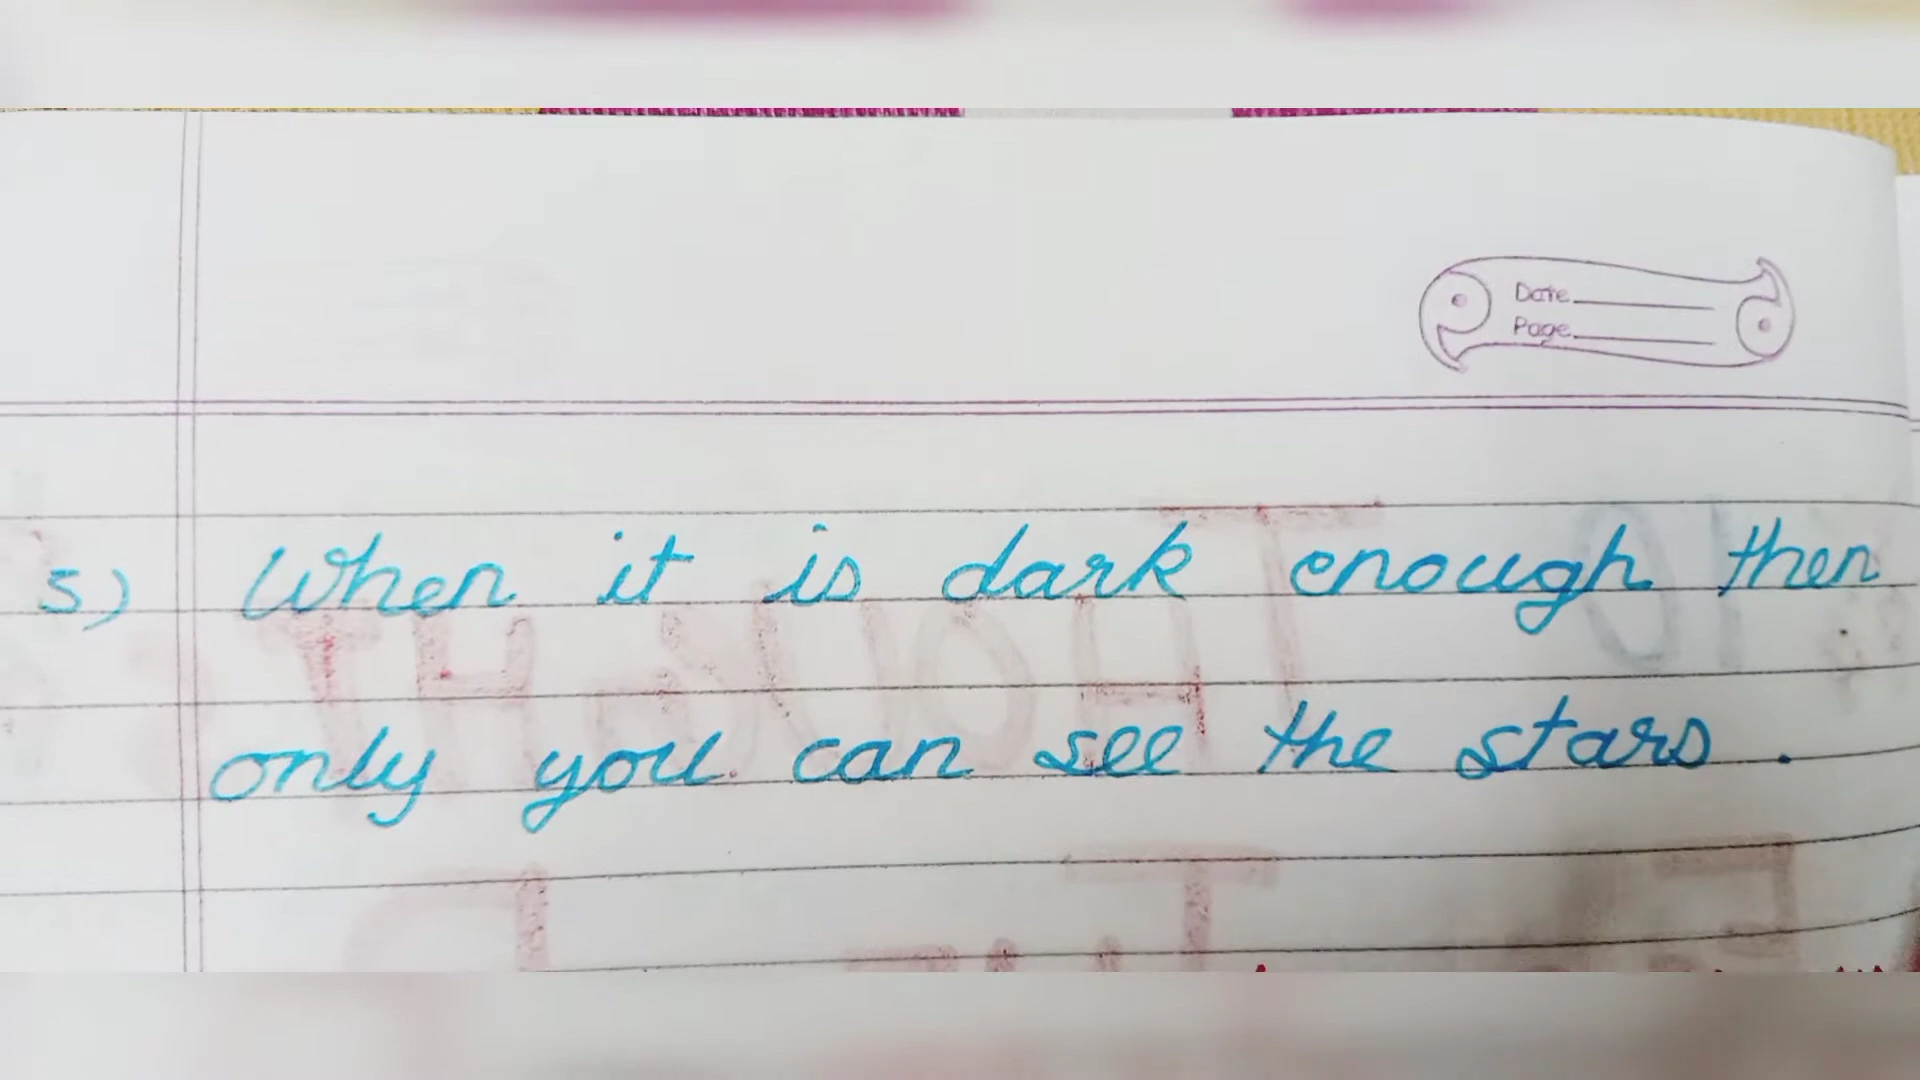 Date
Page
5) When it is dark enough then
only you can see the stars.